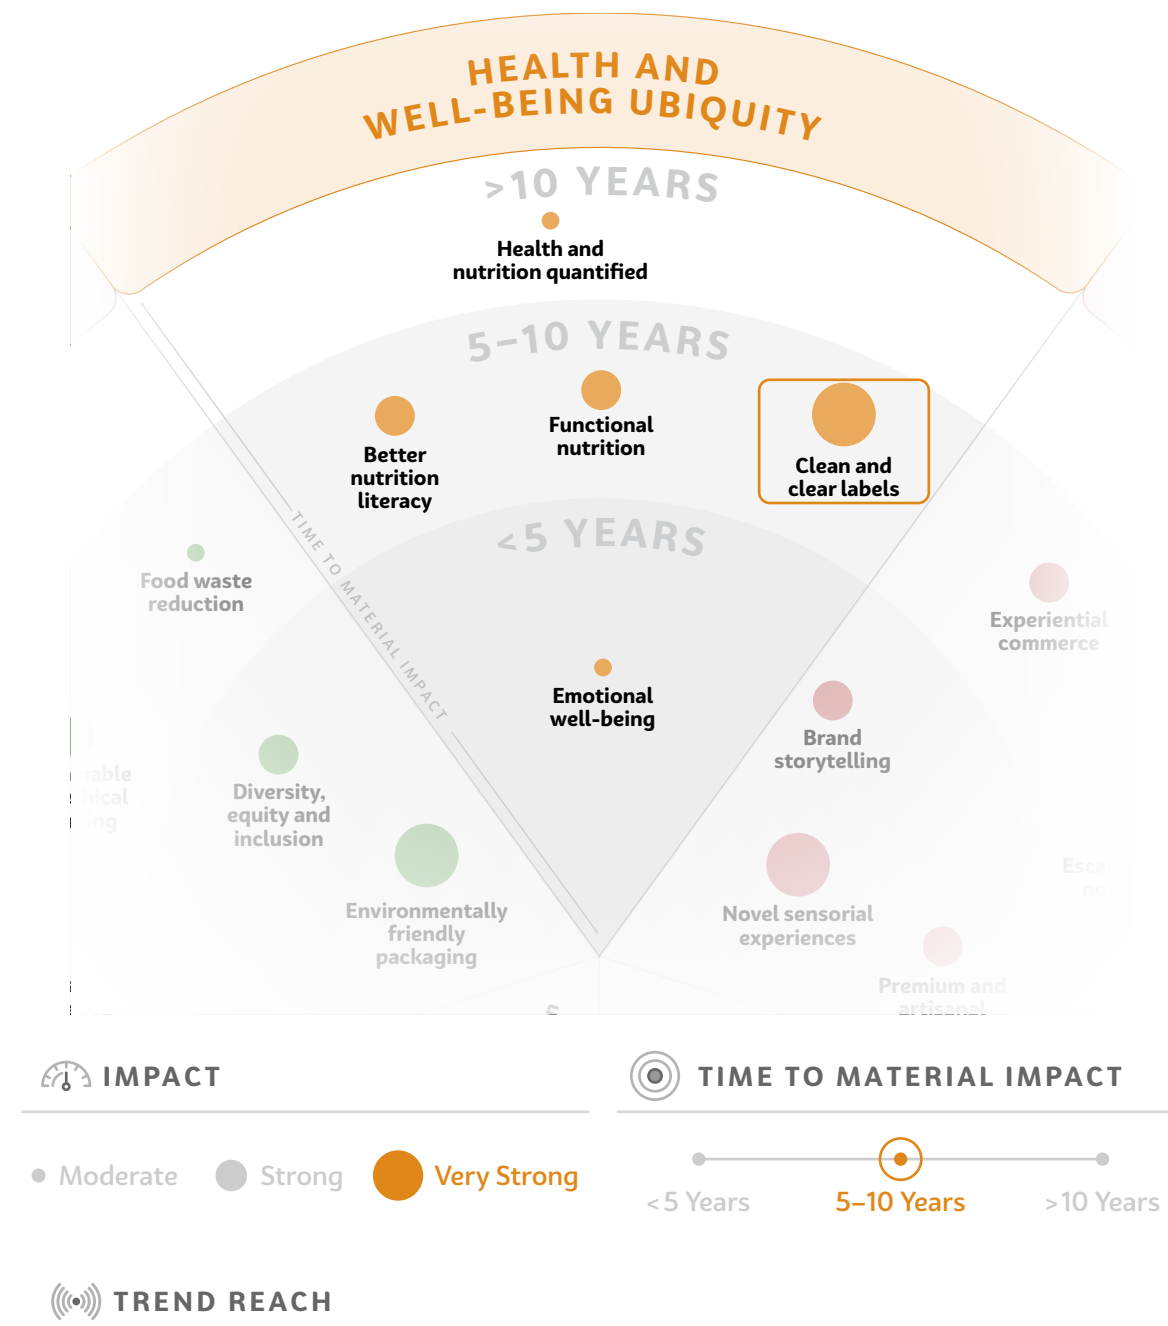 HEALTH AND
WELL-BEING UBIQUITY
>10 YEARS
Health and
nutrition quantified
5–10 YEARS
Better
nutrition
literacy
Functional
nutrition
Clean and
clear labels
<5 YEARS
TIME TO MATERIAL IMPACT
Food waste
reduction
Experiential
commerce
Emotional
well-being
Brand
storytelling
Diversity,
equity and
inclusion
Environmentally
friendly
packaging
Novel sensorial
experiences
Premium and
artisanal
IMPACT
Moderate
Strong
Very Strong
TIME TO MATERIAL IMPACT
<5 Years
5–10 Years
>10 Years
TREND REACH